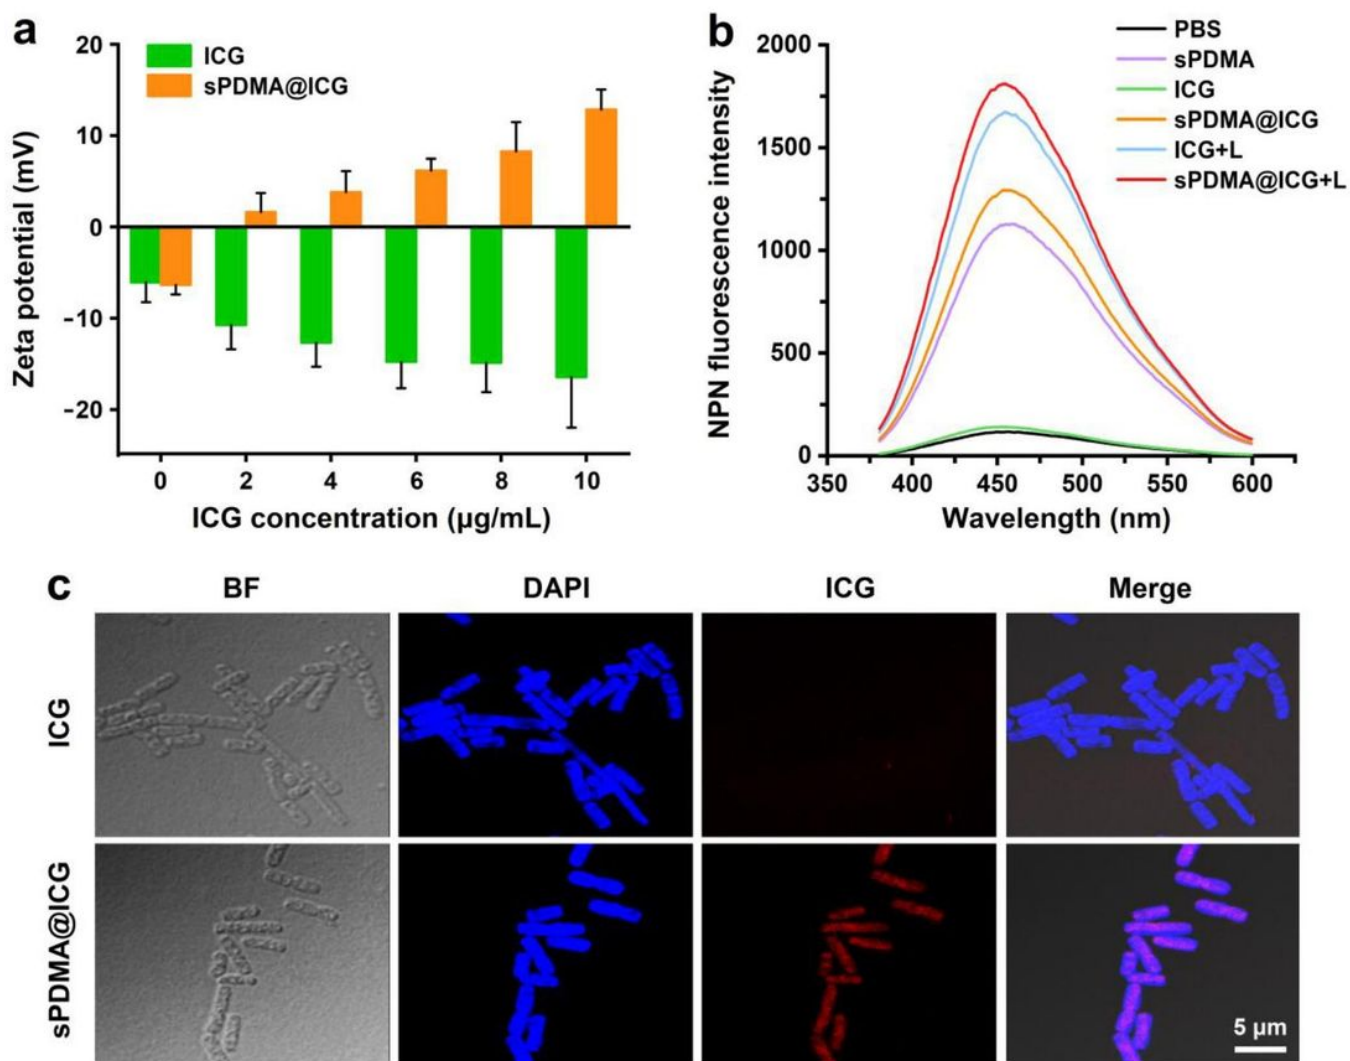 a
ICG
sPDMA@ICG
Zeta potential (mV)
20
10
0
−10
−20
0 2 4 6 8 10
ICG concentration (μg/mL)
b
PBS
sPDMA
ICG
sPDMA@ICG
ICG+L
sPDMA@ICG+L
NPN fluorescence intensity
2000
1500
1000
500
0
350 400 450 500 550 600
Wavelength (nm)
c
BF DAPI ICG Merge
ICG
sPDMA@ICG
5 μm